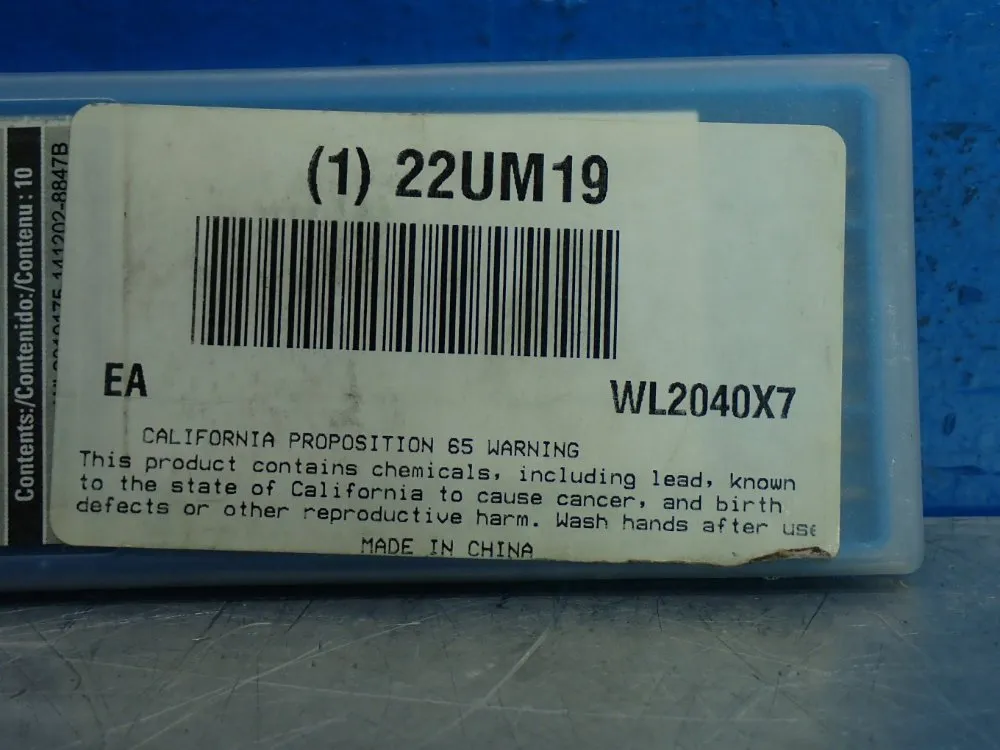 (1) 22UM19
EA
WL2040X7
CALIFORNIA PROPOSITION 65 WARNING
This product contains chemicals, including lead, known
to the state of California to cause cancer, and birth
defects or other reproductive harm. Wash hands after use
MADE IN CHINA
Contents:/Contenido:/Contenu: 10
141202-8847B